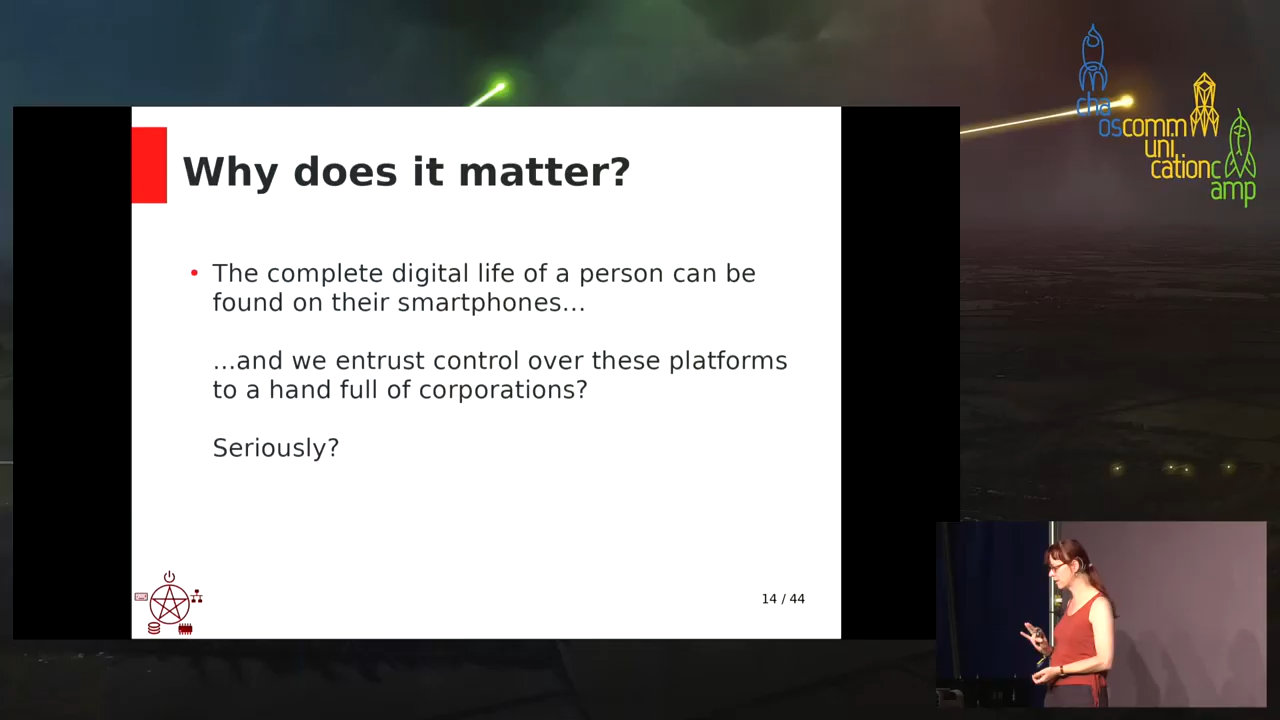 Why does it matter?
The complete digital life of a person can be
found on their smartphones...
...and we entrust control over these platforms
to a hand full of corporations?
Seriously?
14 / 44
cha
oscomm
uni
cationc
amp